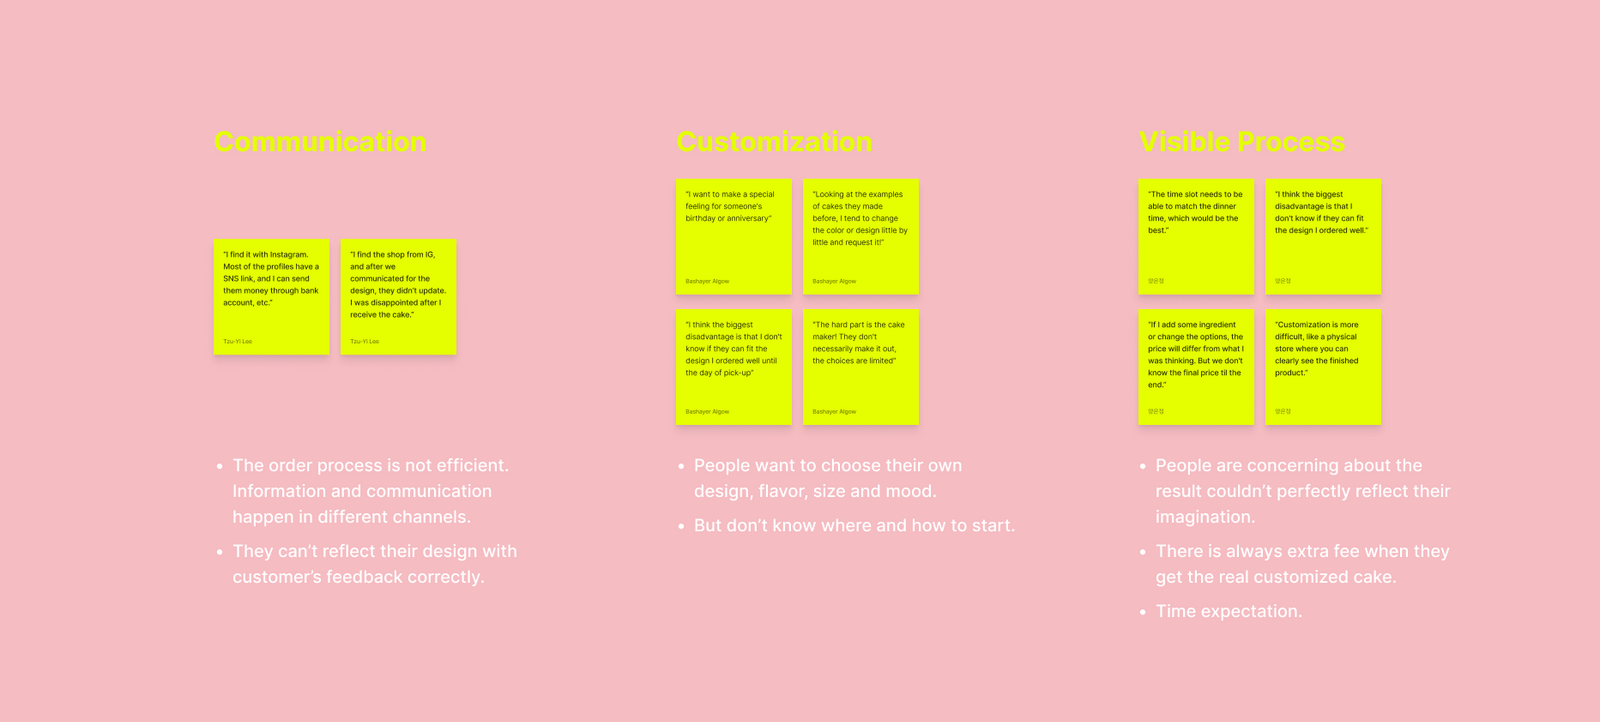 Communication
"I find it with Instagram.
Most of the profiles have a
SNS link, and I can send
them money through bank
account, etc."
Tzu-Yi Lee
"I find the shop from IG,
and after we
communicated for the
design, they didn't update.
I was disappointed after I
receive the cake."
Tzu-Yi Lee
• The order process is not efficient.
Information and communication
happen in different channels.
• They can't reflect their design with
customer's feedback correctly.
Customization
"I want to make a special
feeling for someone's
birthday or anniversary"
Bashayer Algow
"Looking at the examples
of cakes they made
before, I tend to change
the color or design little by
little and request it!"
Bashayer Algow
"I think the biggest
disadvantage is that I don't
know if they can fit the
design I ordered well until
the day of pick-up"
Bashayer Algow
"The hard part is the cake
maker! They don't
necessarily make it out,
the choices are limited"
Bashayer Algow
• People want to choose their own
design, flavor, size and mood.
• But don't know where and how to start.
Visible Process
"The time slot needs to be
able to match the dinner
time, which would be the
best."
양은정
"I think the biggest
disadvantage is that I
don't know if they can fit
the design I ordered well."
양은정
"If I add some ingredient
or change the options, the
price will differ from what I
was thinking. But we don't
know the final price til the
end."
양은정
"Customization is more
difficult, like a physical
store where you can
clearly see the finished
product."
양은정
• People are concerning about the
result couldn't perfectly reflect their
imagination.
• There is always extra fee when they
get the real customized cake.
• Time expectation.